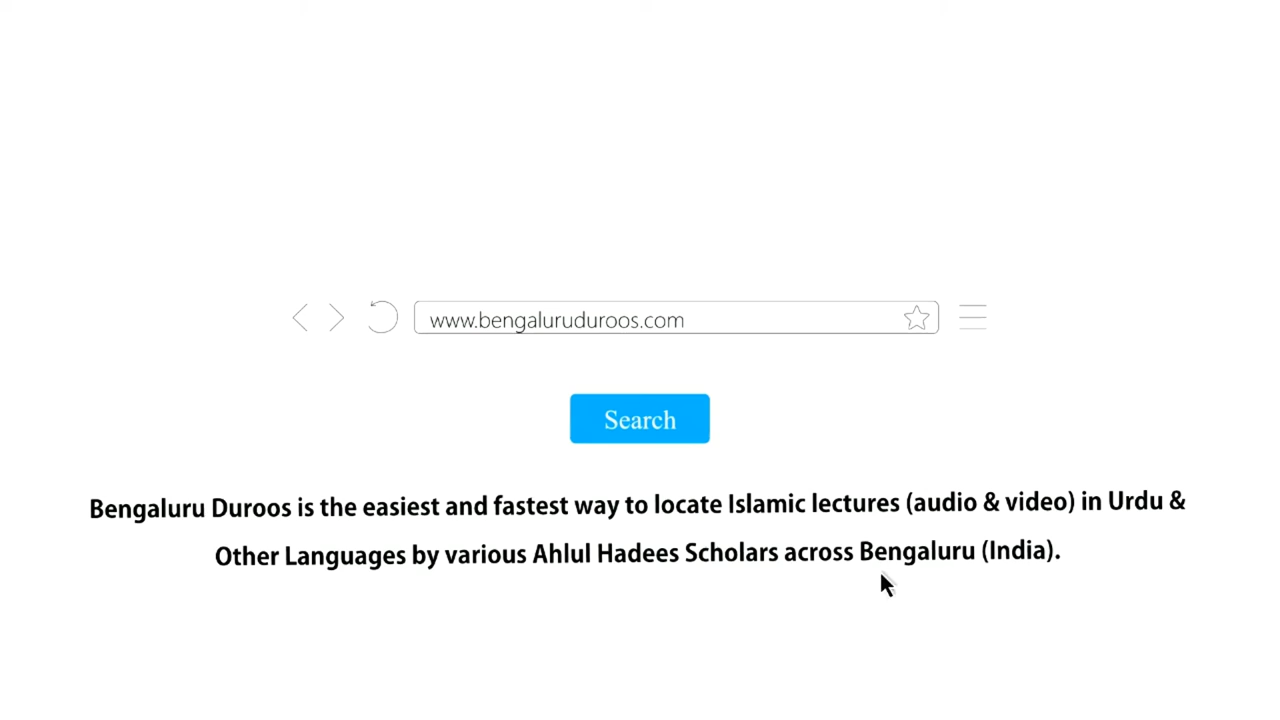 www.bengaluruduroos.com
Search
Bengaluru Duroos is the easiest and fastest way to locate Islamic lectures (audio & video) in Urdu &
Other Languages by various Ahlul Hadees Scholars across Bengaluru (India).